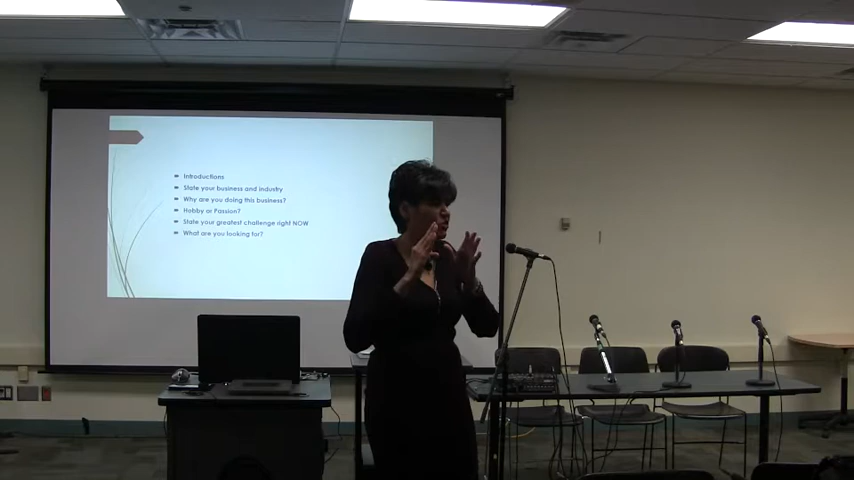 Introductions
State your business and industry
Why are you doing this business?
Hobby or Passion?
State your greatest challenge right NOW
What are you looking for?